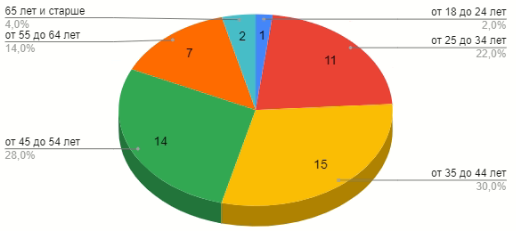 65 лет и старше
4,0%
от 55 до 64 лет
14,0%
от 45 до 54 лет
28,0%
от 18 до 24 лет
2,0%
от 25 до 34 лет
22,0%
от 35 до 44 лет
30,0%
2
1
7
11
14
15